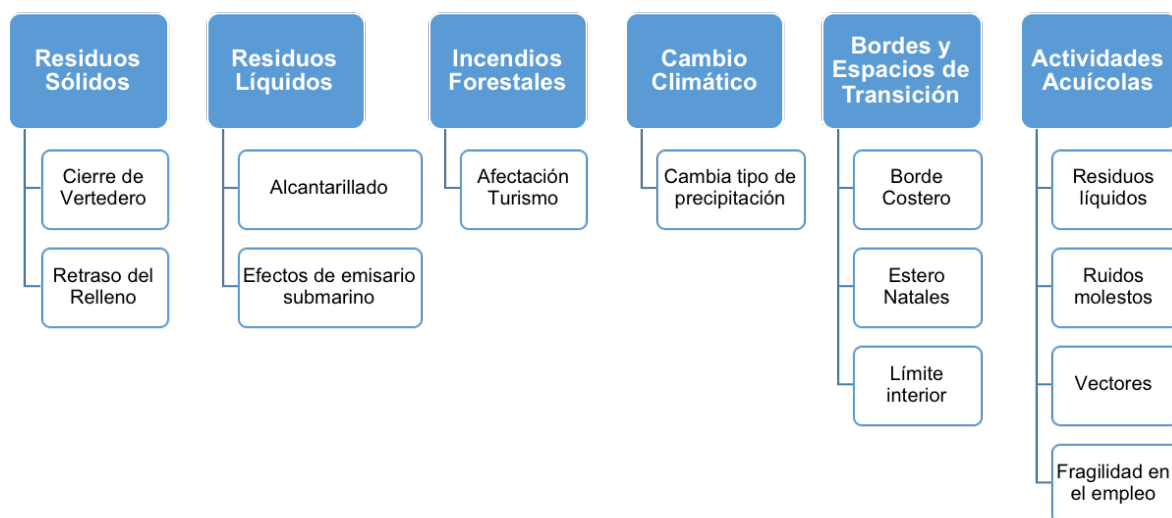 Residuos
Sólidos
Cierre de
Vertedero
Retraso del
Relleno
Residuos
Líquidos
Alcantarillado
Efectos de emisario
submarino
Incendios
Forestales
Afectación
Turismo
Cambio
Climático
Cambia tipo de
precipitación
Bordes y
Espacios de
Transición
Borde
Costero
Estero
Natales
Límite
interior
Actividades
Acuícolas
Residuos
líquidos
Ruidos
molestos
Vectores
Fragilidad en
el empleo